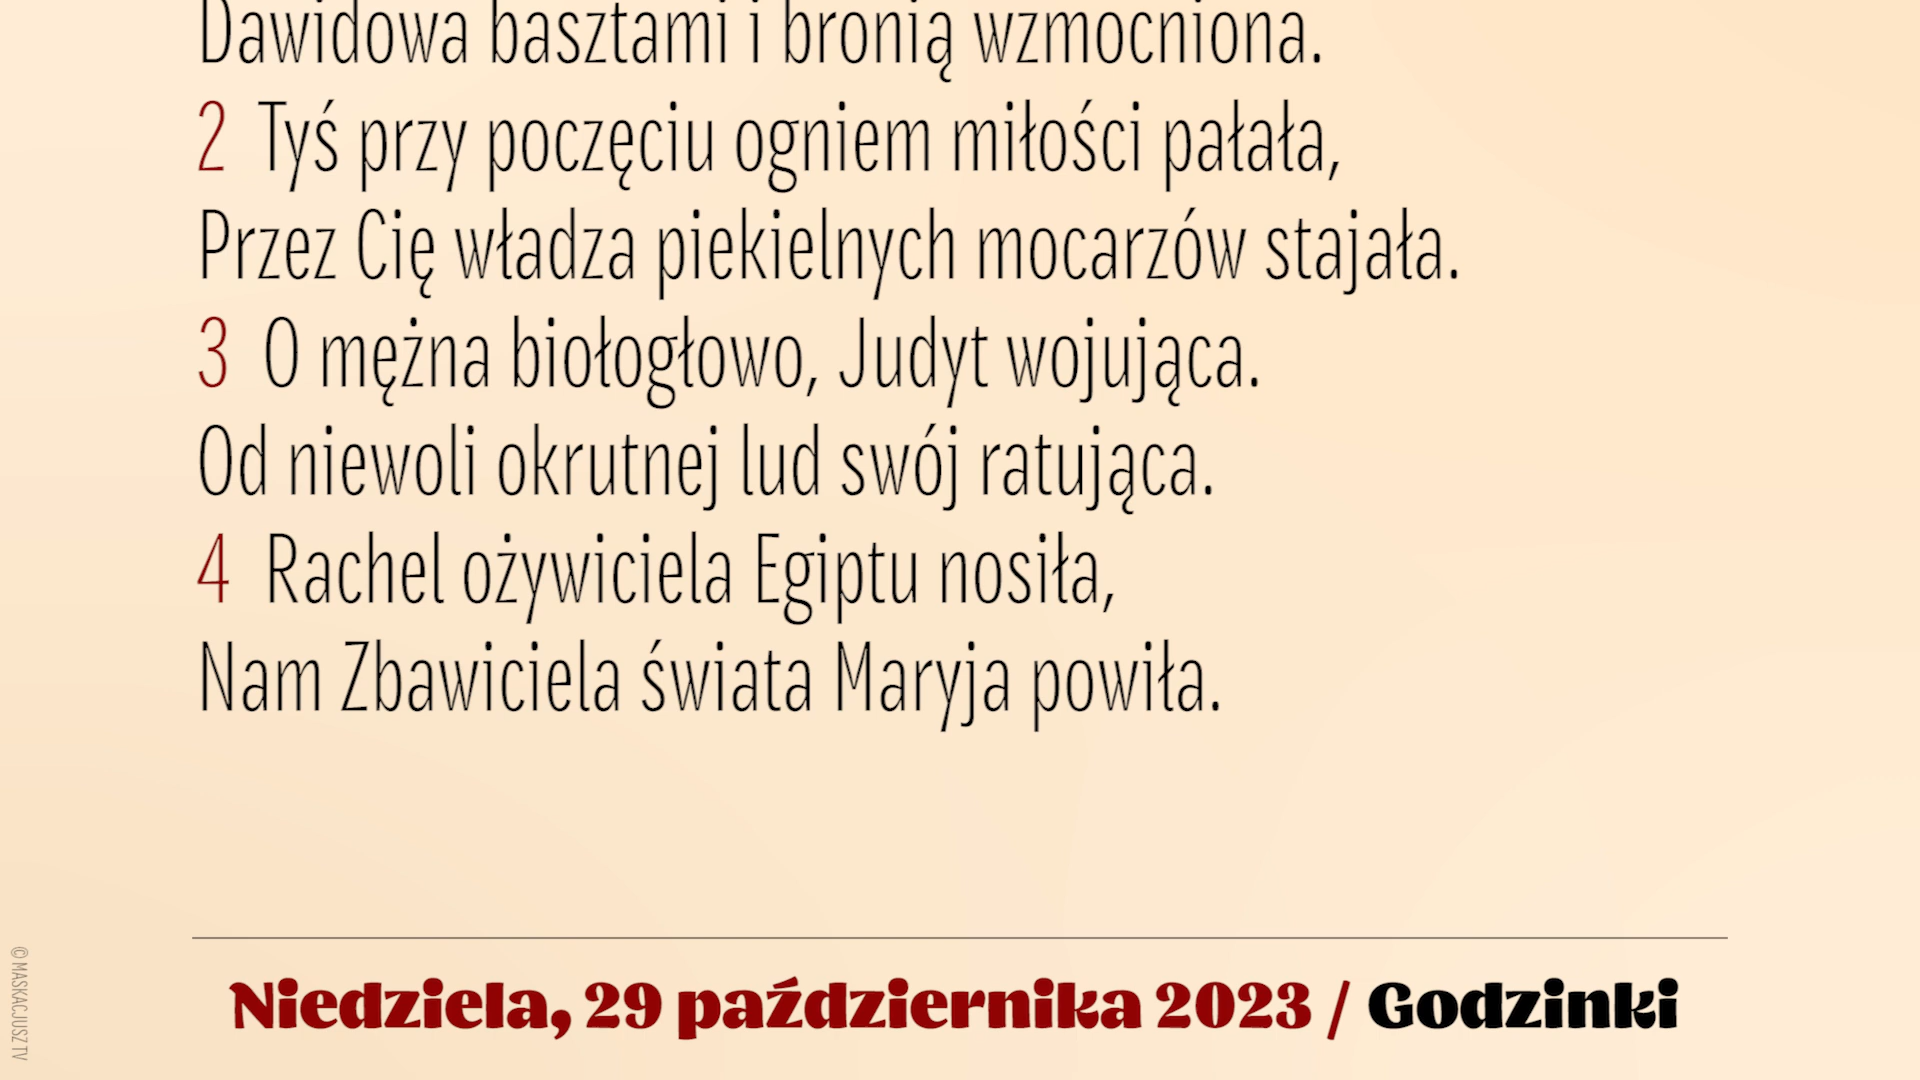 Dawidowa basztami i bronią wzmocniona.
2 Tyś przy poczęciu ogniem miłości pałała,
Przez Cię władza piekielnych mocarzów stajała.
3 O mężna biołogłowo, Judyt wojująca.
Od niewoli okrutnej lud swój ratująca.
4 Rachel ożywiciela Egiptu nosiła,
Nam Zbawiciela świata Maryja powiła.
Niedziela, 29 października 2023 / Godzinki
© MASKACJUSZ TV